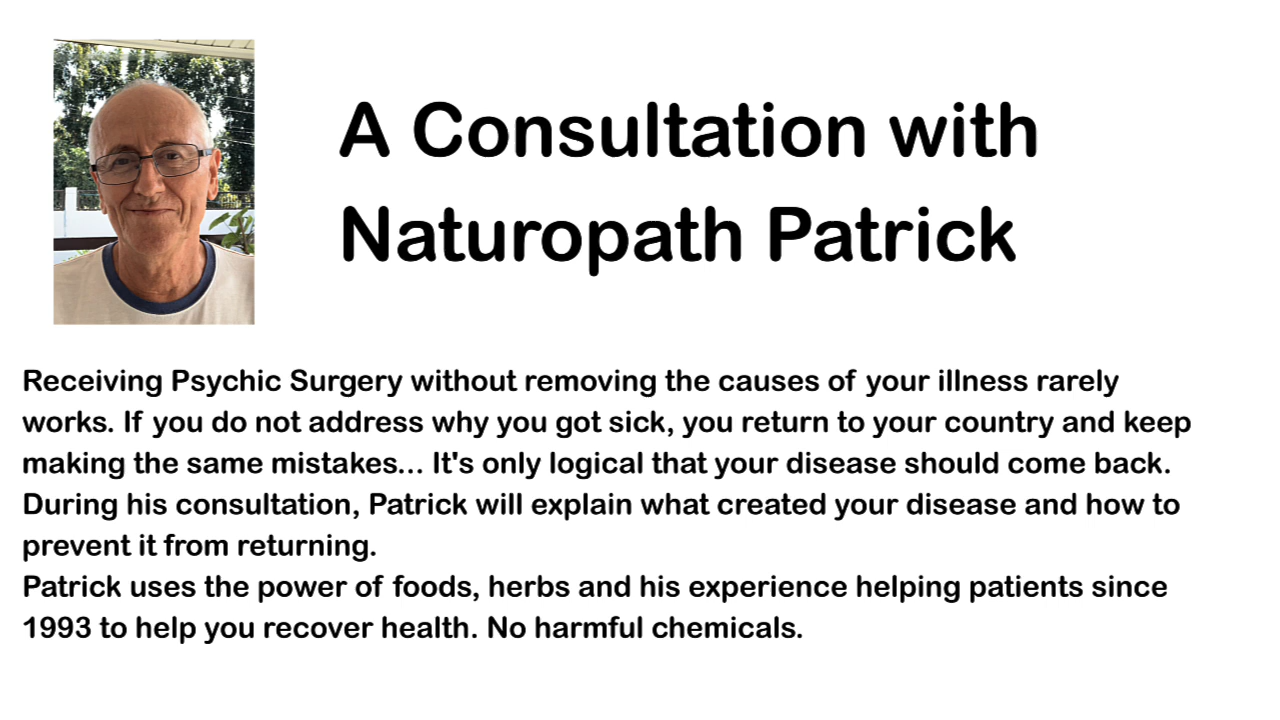 A Consultation with
Naturopath Patrick
Receiving Psychic Surgery without removing the causes of your illness rarely
works. If you do not address why you got sick, you return to your country and keep
making the same mistakes... It's only logical that your disease should come back.
During his consultation, Patrick will explain what created your disease and how to
prevent it from returning.
Patrick uses the power of foods, herbs and his experience helping patients since
1993 to help you recover health. No harmful chemicals.